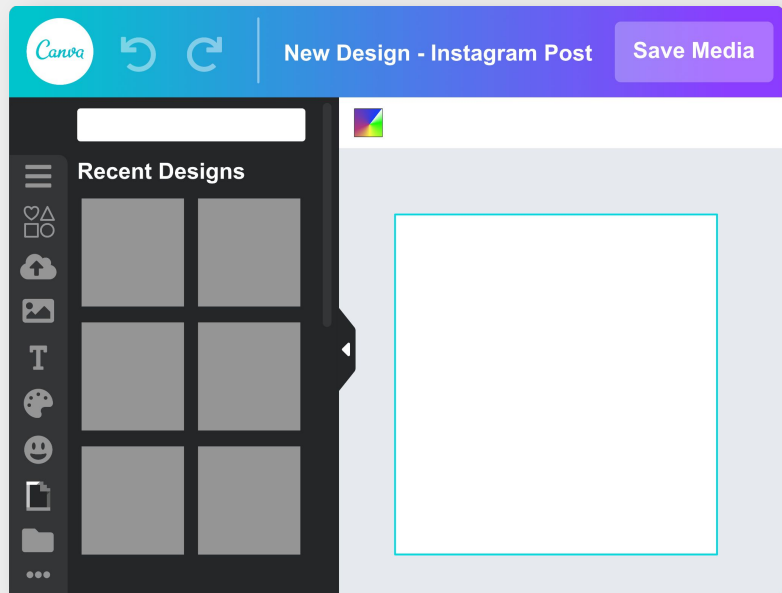 Canva
New Design - Instagram Post
Save Media
Recent Designs
T